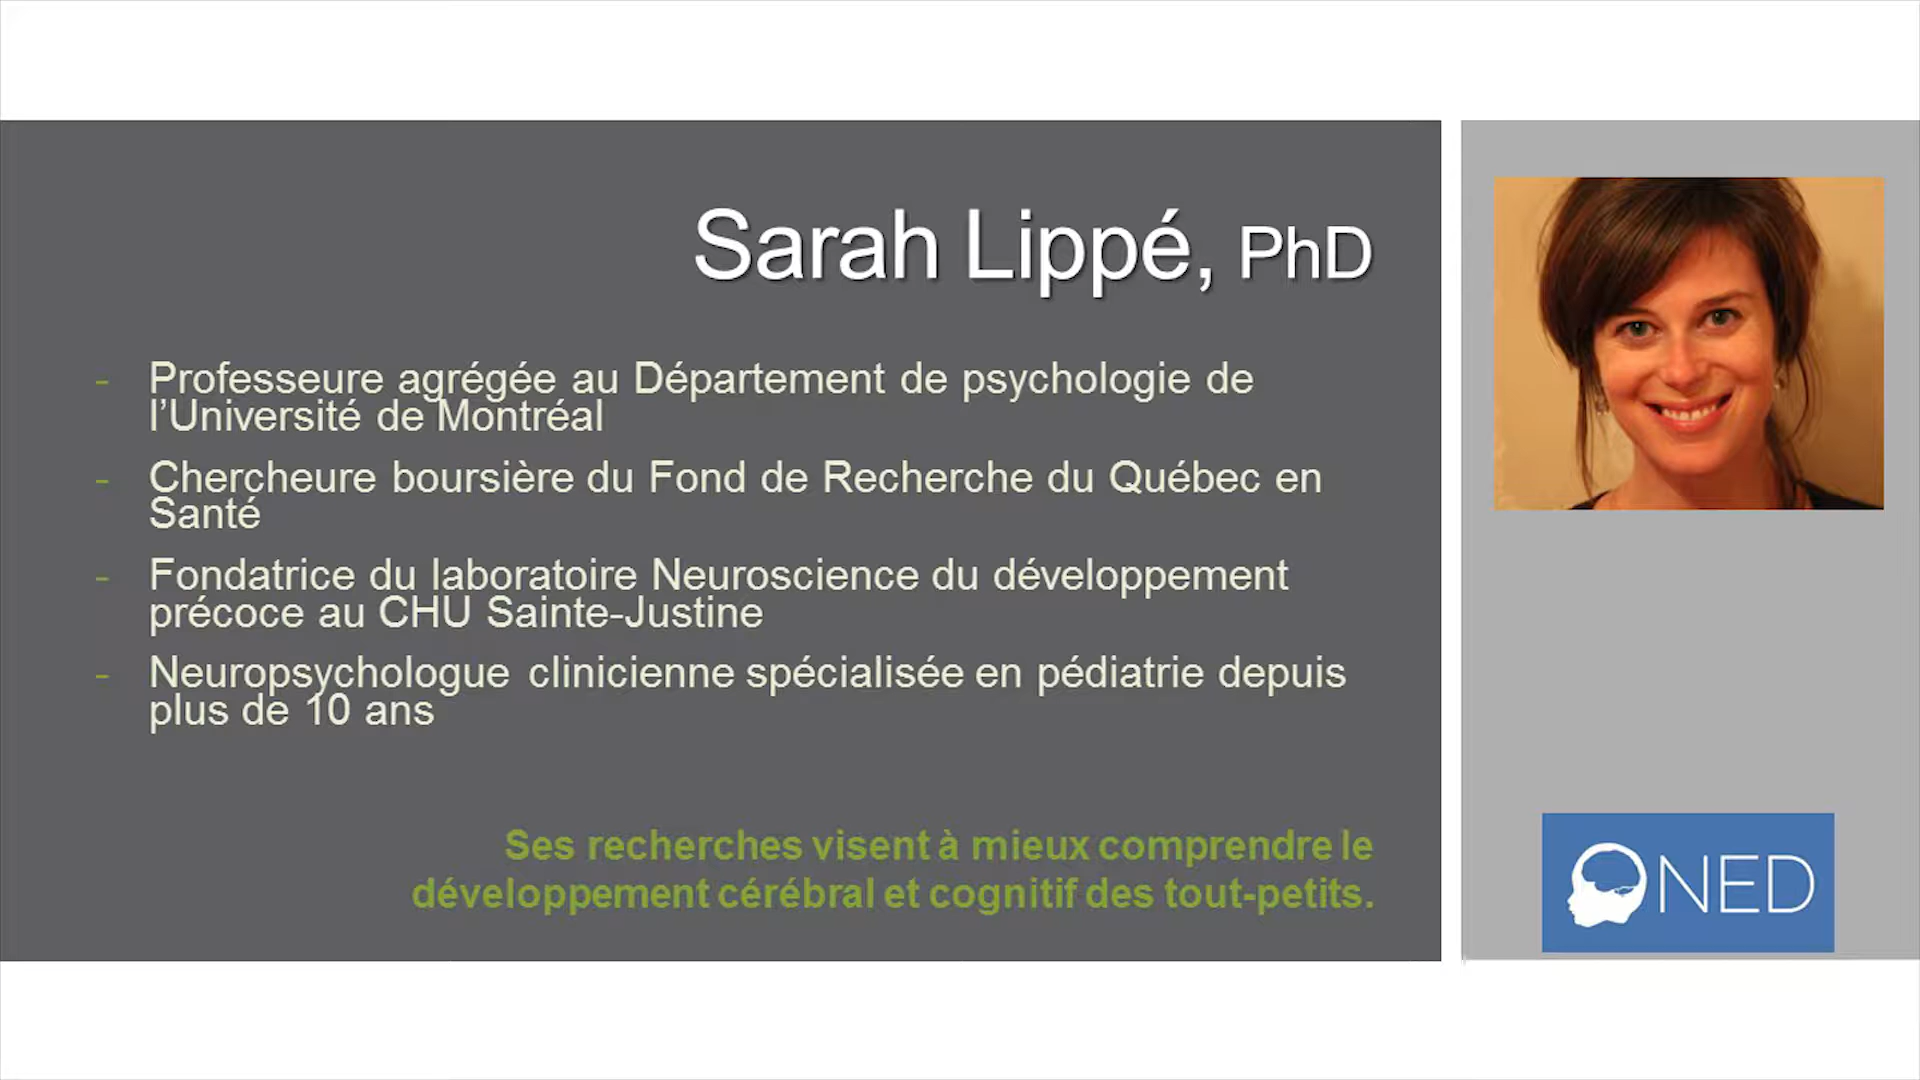 Sarah Lippé, PhD
- Professeure agrégée au Département de psychologie de
l'Université de Montréal
- Chercheure boursière du Fond de Recherche du Québec en
Santé
- Fondatrice du laboratoire Neuroscience du développement
précoce au CHU Sainte-Justine
- Neuropsychologue clinicienne spécialisée en pédiatrie depuis
plus de 10 ans
Ses recherches visent à mieux comprendre le
développement cérébral et cognitif des tout-petits.
NED